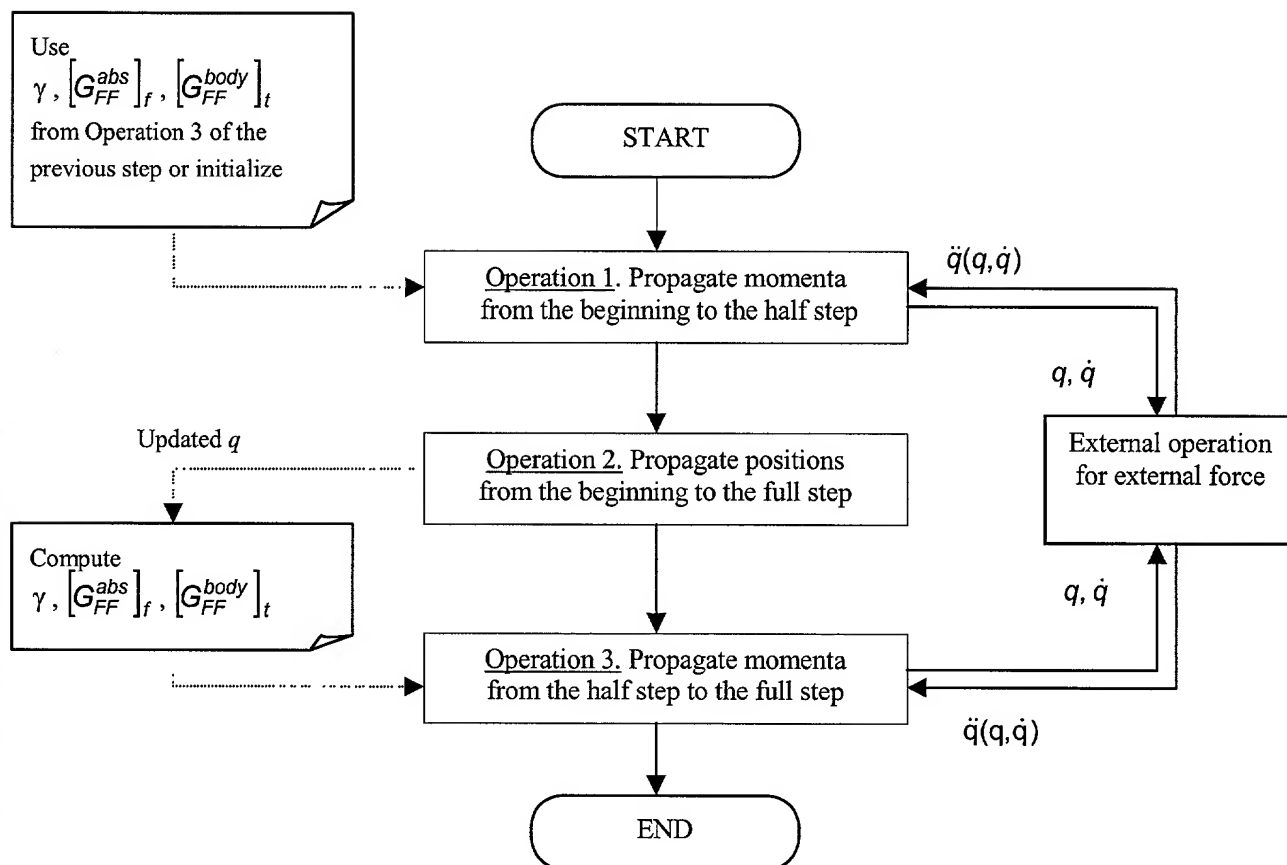 Use
γ , [G_FF^abs]_f , [G_FF^body]_t
from Operation 3 of the
previous step or initialize
START
Operation 1. Propagate momenta
from the beginning to the half step
q̈(q,q̇)
q, q̇
Updated q
Operation 2. Propagate positions
from the beginning to the full step
External operation
for external force
Compute
γ , [G_FF^abs]_f , [G_FF^body]_t
q, q̇
Operation 3. Propagate momenta
from the half step to the full step
q̈(q,q̇)
END